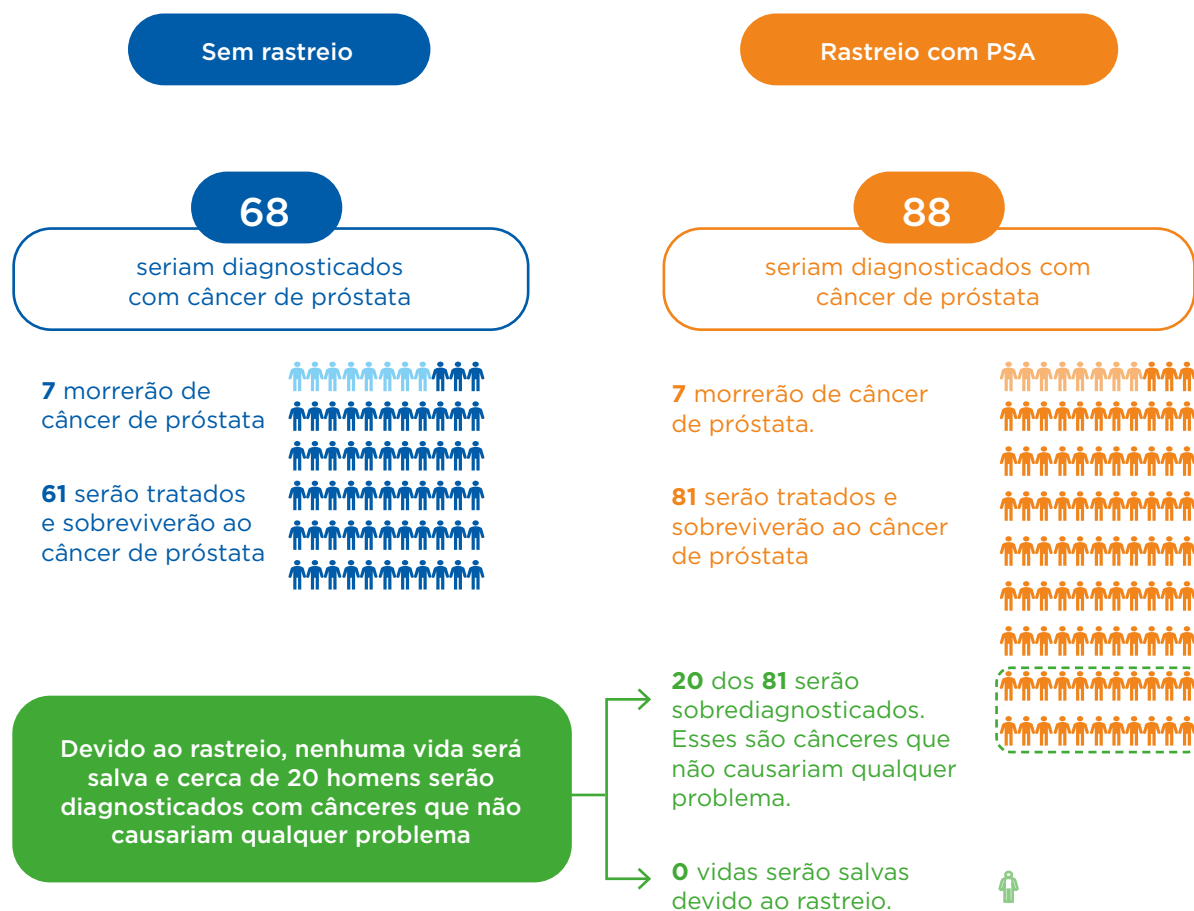 Sem rastreio
68
seriam diagnosticados
com câncer de próstata
7 morrerão de
câncer de próstata
61 serão tratados
e sobreviverão ao
câncer de próstata
Rastreio com PSA
88
seriam diagnosticados com
câncer de próstata
7 morrerão de câncer
de próstata.
81 serão tratados e
sobreviverão ao câncer
de próstata
Devido ao rastreio, nenhuma vida será
salva e cerca de 20 homens serão
diagnosticados com cânceres que não
causariam qualquer problema
20 dos 81 serão
sobrediagnosticados.
Esses são cânceres que
não causariam qualquer
problema.
0 vidas serão salvas
devido ao rastreio.